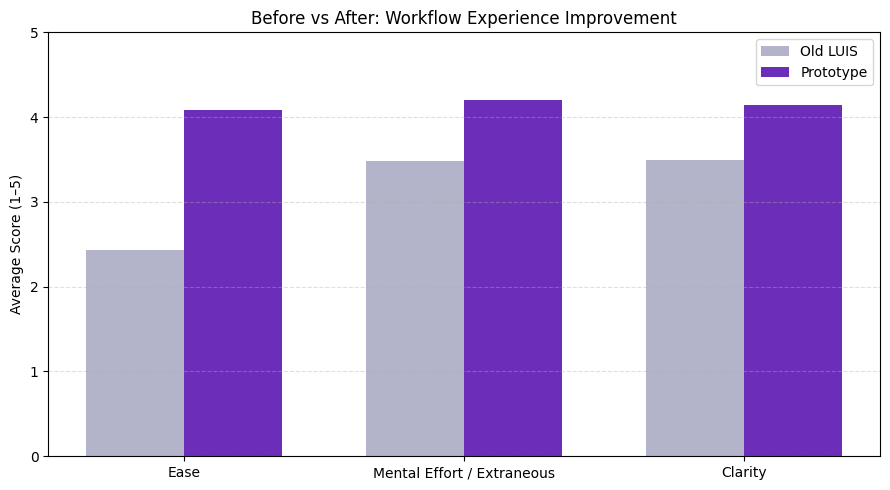 Before vs After: Workflow Experience Improvement
Old LUIS
Prototype
Average Score (1–5)
5
4
3
2
1
0
Ease
Mental Effort / Extraneous
Clarity